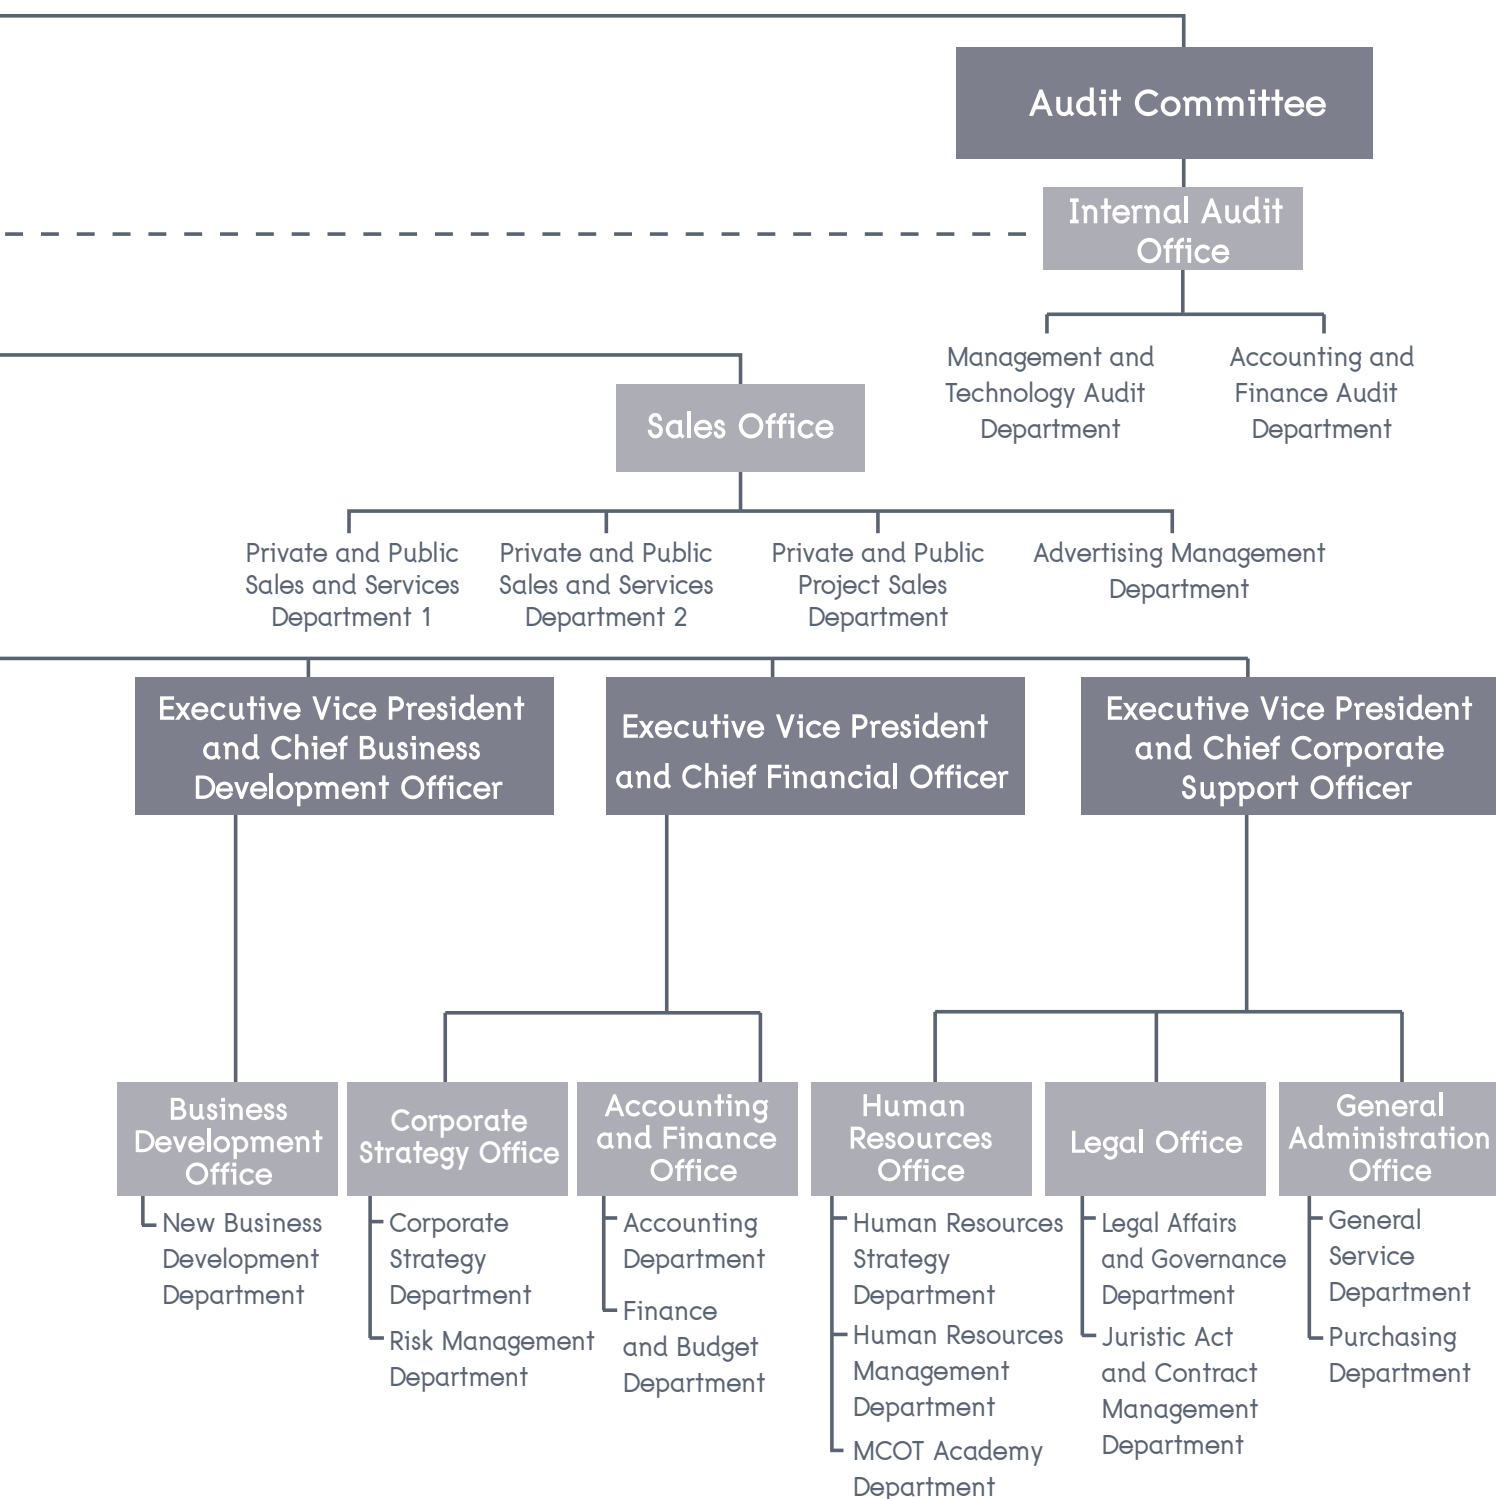 Audit Committee
Internal Audit
Office
Management and
Technology Audit
Department
Accounting and
Finance Audit
Department
Sales Office
Private and Public
Sales and Services
Department 1
Private and Public
Sales and Services
Department 2
Private and Public
Project Sales
Department
Advertising Management
Department
Executive Vice President
and Chief Business
Development Officer
Executive Vice President
and Chief Financial Officer
Executive Vice President
and Chief Corporate
Support Officer
Business
Development
Office
New Business
Development
Department
Corporate
Strategy Office
Corporate
Strategy
Department
Risk Management
Department
Accounting
and Finance
Office
Accounting
Department
Finance
and Budget
Department
Human
Resources
Office
Human Resources
Strategy
Department
Human Resources
Management
Department
MCOT Academy
Department
Legal Office
Legal Affairs
and Governance
Department
Juristic Act
and Contract
Management
Department
General
Administration
Office
General
Service
Department
Purchasing
Department